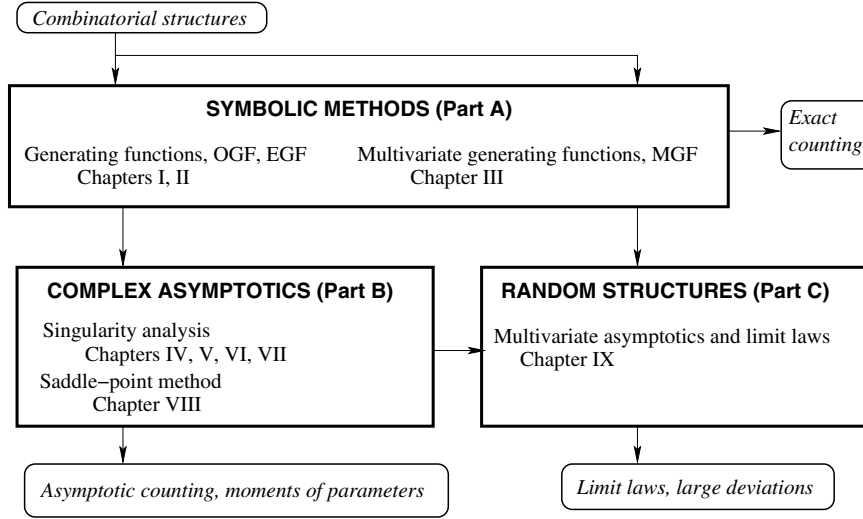 Combinatorial structures
SYMBOLIC METHODS (Part A)
Generating functions, OGF, EGF
Chapters I, II
Multivariate generating functions, MGF
Chapter III
Exact
counting
COMPLEX ASYMPTOTICS (Part B)
Singularity analysis
Chapters IV, V, VI, VII
Saddle−point method
Chapter VIII
RANDOM STRUCTURES (Part C)
Multivariate asymptotics and limit laws
Chapter IX
Asymptotic counting, moments of parameters
Limit laws, large deviations